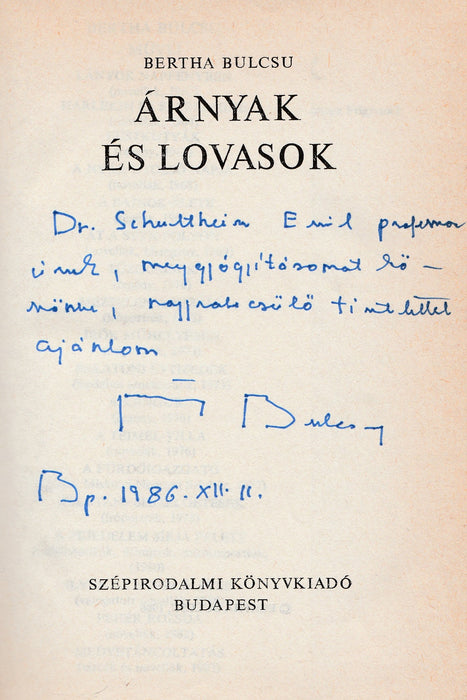 BERTHA BULCSU
ÁRNYAK
ÉS LOVASOK
Dr. Schultheisz Emil professor
úrnak, meggyógyításomat kö-
szönve, nagyrabecsülő tisztelettel
ajánlom
Bulcsu
Bp. 1986. XII. 11.
SZÉPIRODALMI KÖNYVKIADÓ
BUDAPEST